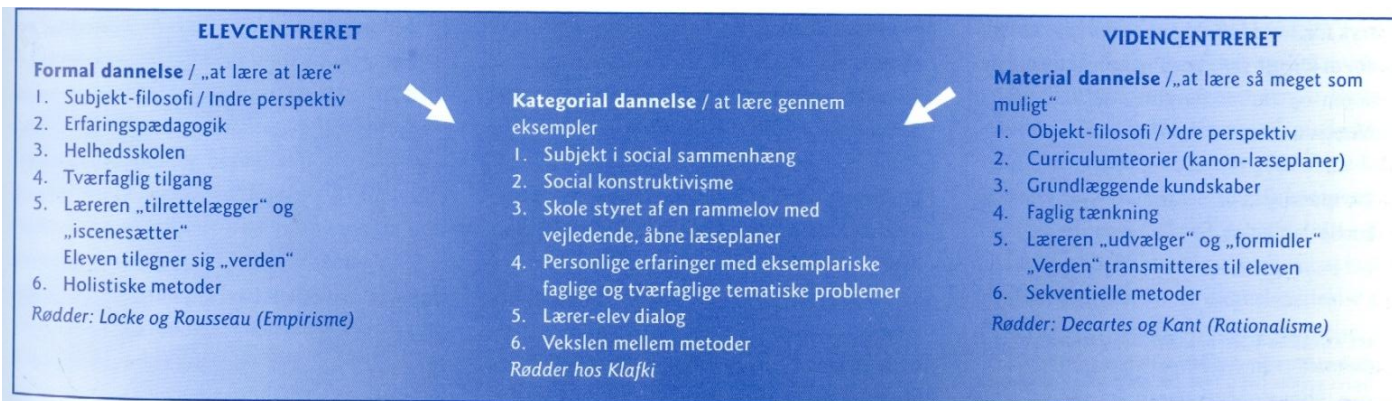 ELEVCENTRERET
Formal dannelse / „at lære at lære“
1. Subjekt-filosofi / Indre perspektiv
2. Erfaringspædagogik
3. Helhedsskolen
4. Tværfaglig tilgang
5. Læreren „tilrettelægger“ og
„iscenesætter“
Eleven tilegner sig „verden“
6. Holistiske metoder
Rødder: Locke og Rousseau (Empirisme)
Kategorial dannelse / at lære gennem
eksempler
1. Subjekt i social sammenhæng
2. Social konstruktivisme
3. Skole styret af en rammelov med
vejledende, åbne læseplaner
4. Personlige erfaringer med eksemplariske
faglige og tværfaglige tematiske problemer
5. Lærer-elev dialog
6. Vekslen mellem metoder
Rødder hos Klafki
VIDENCENTRERET
Material dannelse /„at lære så meget som
muligt“
1. Objekt-filosofi / Ydre perspektiv
2. Curriculumteorier (kanon-læseplaner)
3. Grundlæggende kundskaber
4. Faglig tænkning
5. Læreren „udvælger“ og „formidler“
„Verden“ transmitteres til eleven
6. Sekventielle metoder
Rødder: Decartes og Kant (Rationalisme)